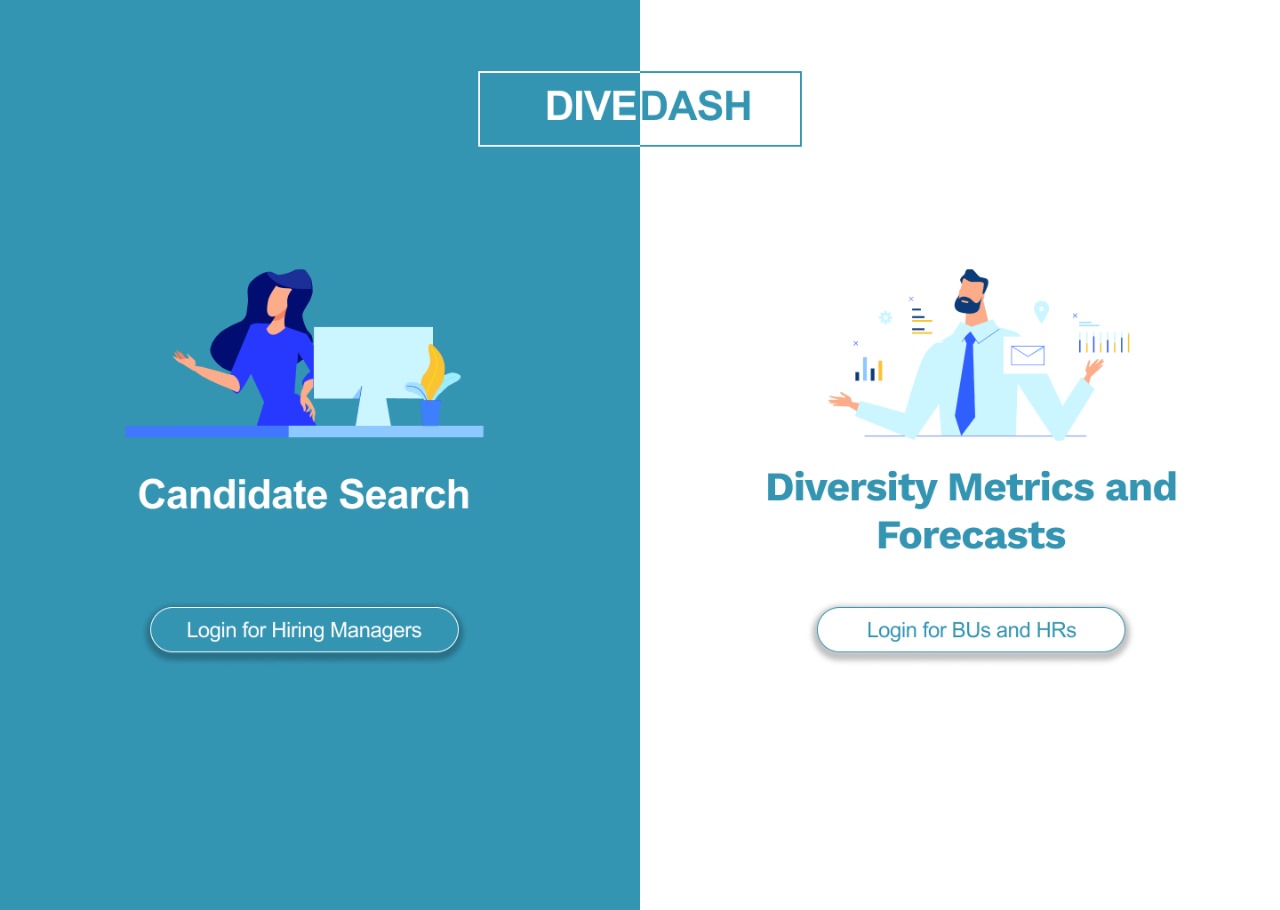 DIVEDASH
Candidate Search
Login for Hiring Managers
Diversity Metrics and
Forecasts
Login for BUs and HRs